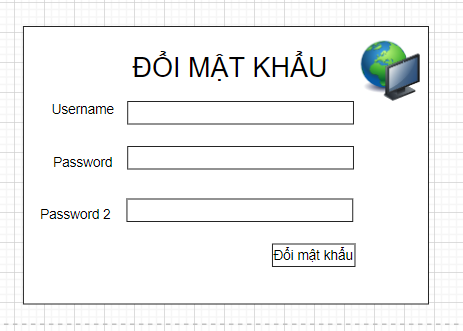 ĐỔI MẬT KHẨU
Username
Password
Password 2
Đổi mật khẩu